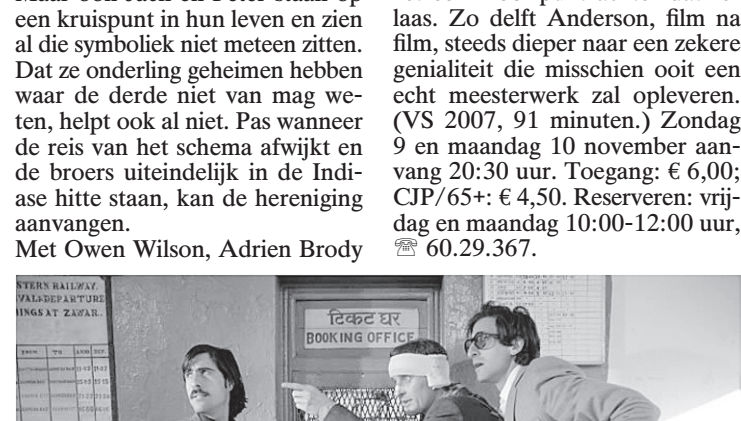 een kruispunt in hun leven en zien
al die symboliek niet meteen zitten.
Dat ze onderling geheimen hebben
waar de derde niet van mag we-
ten, helpt ook al niet. Pas wanneer
de reis van het schema afwijkt en
de broers uiteindelijk in de Indi-
ase hitte staan, kan de hereniging
aanvangen.
Met Owen Wilson, Adrien Brody
laas. Zo delft Anderson, film na
film, steeds dieper naar een zekere
genialiteit die misschien ooit een
echt meesterwerk zal opleveren.
(VS 2007, 91 minuten.) Zondag
9 en maandag 10 november aan-
vang 20:30 uur. Toegang: € 6,00;
CJP/65+: € 4,50. Reserveren: vrij-
dag en maandag 10:00-12:00 uur,
☏ 60.29.367.
STERN RAILWAY.
VAL & DEPARTURE
INGS AT ZAWAR.
टिकट घर
BOOKING OFFICE